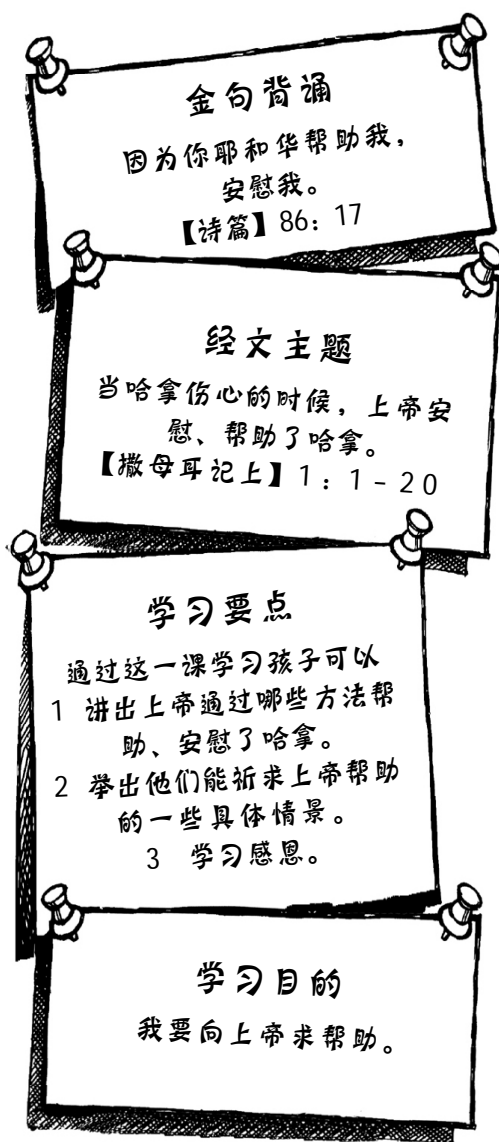 金句背诵
因为你耶和华帮助我，
安慰我。
【诗篇】86：17
经文主题
当哈拿伤心的时候，上帝安
慰、帮助了哈拿。
【撒母耳记上】1：1-20
学习要点
通过这一课学习孩子可以
1 讲出上帝通过哪些方法帮
助、安慰了哈拿。
2 举出他们能祈求上帝帮助
的一些具体情景。
3 学习感恩。
学习目的
我要向上帝求帮助。